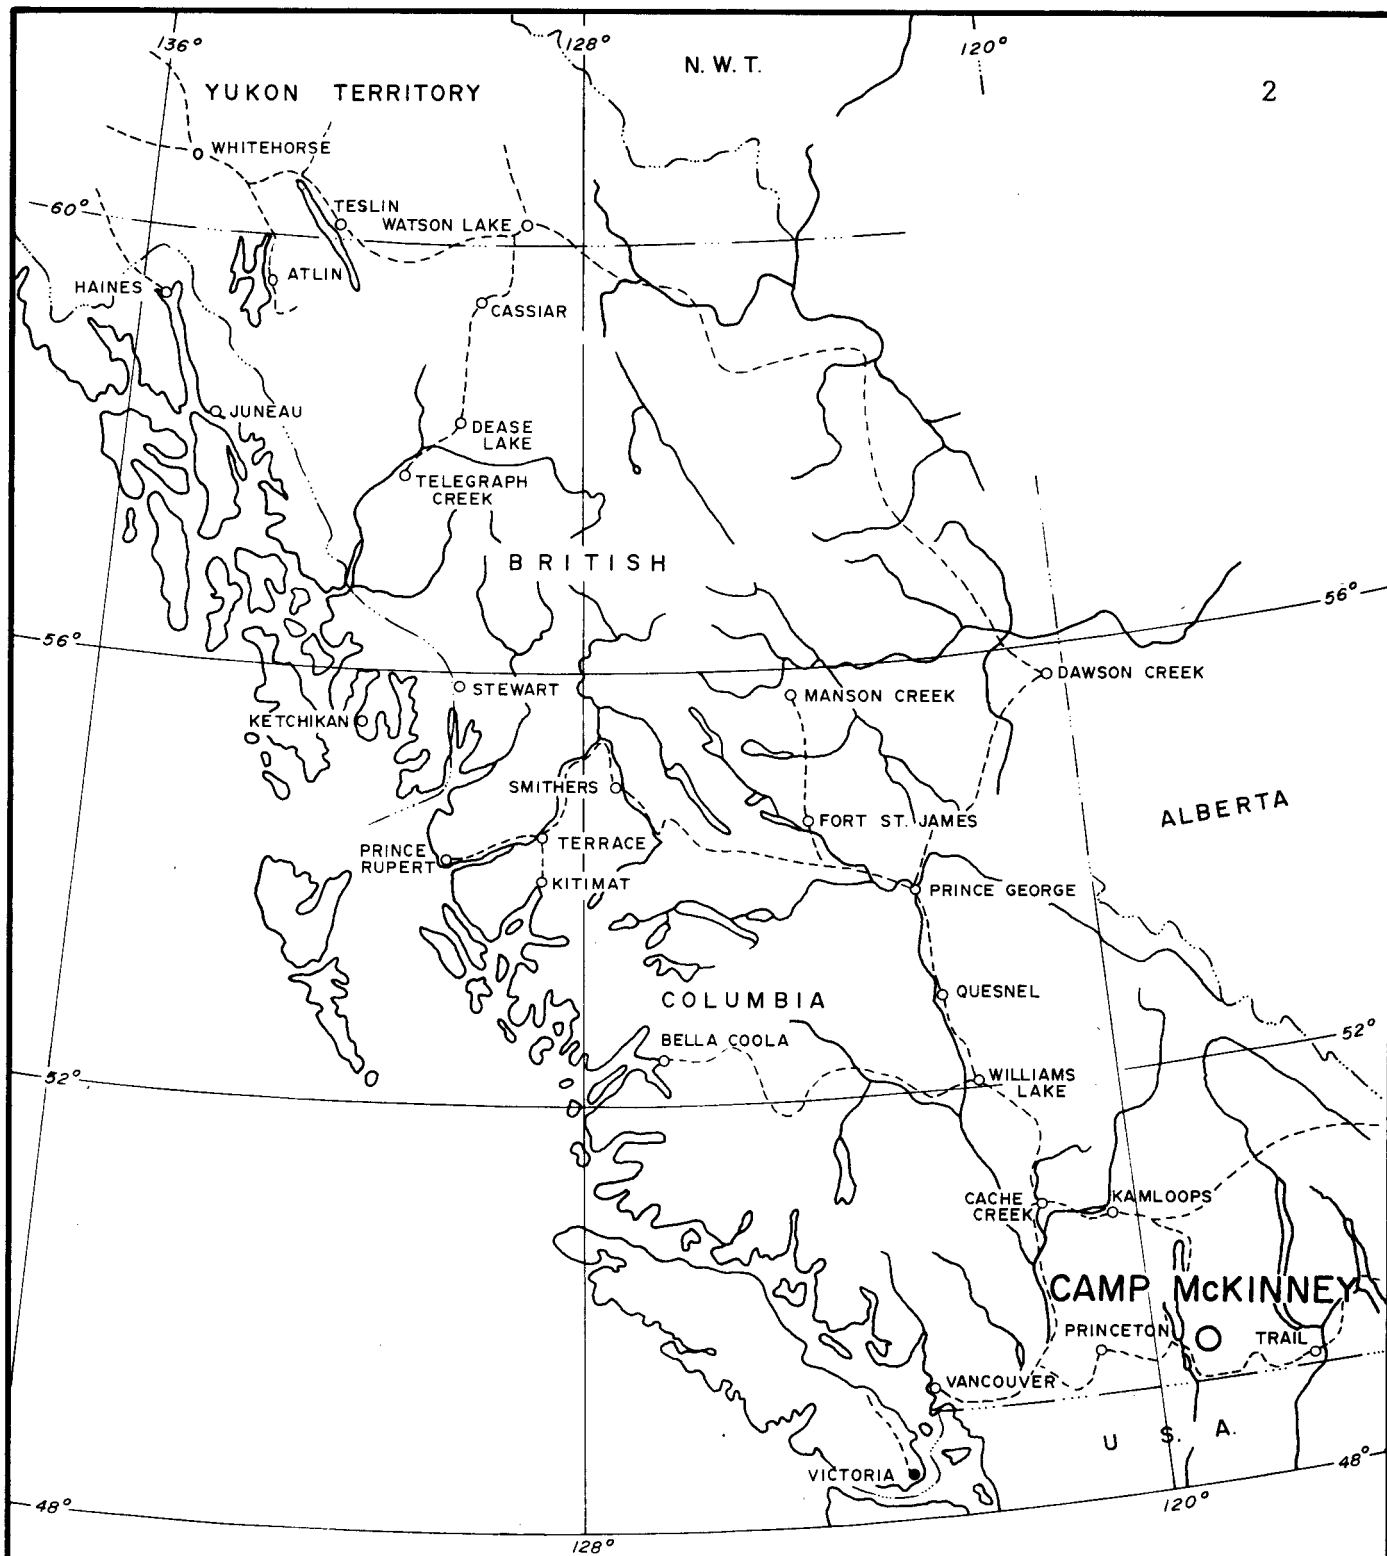 136°
128°
120°
N.W.T.
2
YUKON TERRITORY
WHITEHORSE
60°
TESLIN
WATSON LAKE
ATLIN
HAINES
CASSIAR
JUNEAU
DEASE
LAKE
TELEGRAPH
CREEK
BRITISH
56°
56°
DAWSON CREEK
STEWART
MANSON CREEK
KETCHIKAN
SMITHERS
ALBERTA
FORT ST. JAMES
TERRACE
PRINCE
RUPERT
KITIMAT
PRINCE GEORGE
QUESNEL
COLUMBIA
52°
BELLA COOLA
52°
WILLIAMS
LAKE
CACHE
CREEK
KAMLOOPS
CAMP McKINNEY
PRINCETON
TRAIL
VANCOUVER
U.S.A.
VICTORIA
48°
48°
120°
128°